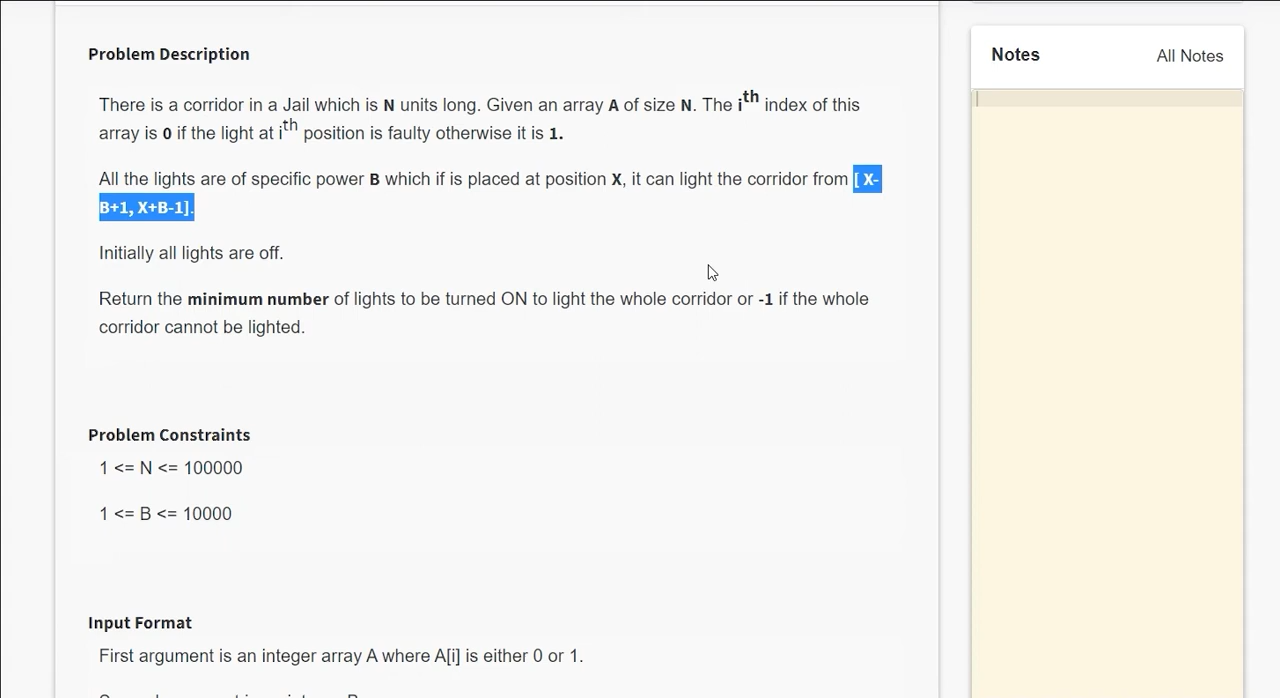 Problem Description
There is a corridor in a Jail which is N units long. Given an array A of size N. The ith index of this
array is 0 if the light at ith position is faulty otherwise it is 1.
All the lights are of specific power B which if is placed at position X, it can light the corridor from [ X-
B+1, X+B-1].
Initially all lights are off.
Return the minimum number of lights to be turned ON to light the whole corridor or -1 if the whole
corridor cannot be lighted.
Problem Constraints
1 <= N <= 100000
1 <= B <= 10000
Input Format
First argument is an integer array A where A[i] is either 0 or 1.
Notes
All Notes